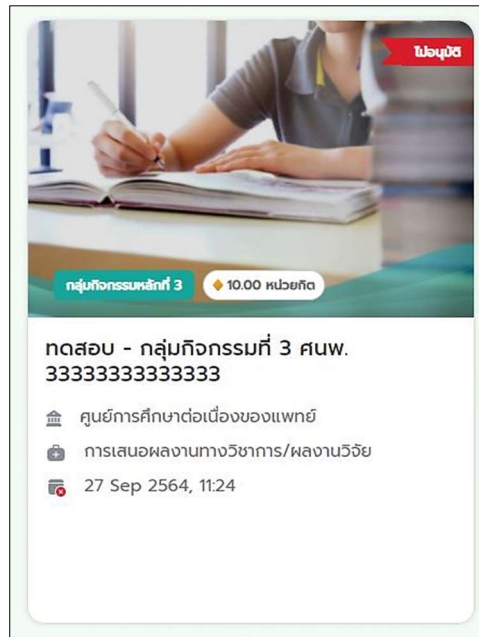 ไม่อนุมัติ
กลุ่มกิจกรรมหลักที่ 3
10.00 หน่วยกิต
ทดสอบ - กลุ่มกิจกรรมที่ 3 ศนพ.
33333333333333
ศูนย์การศึกษาต่อเนื่องของแพทย์
การเสนอผลงานทางวิชาการ/ผลงานวิจัย
27 Sep 2564, 11:24